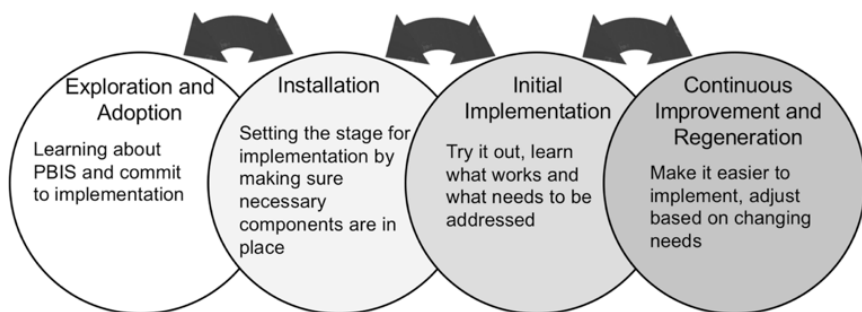 Exploration and
Adoption
Learning about
PBIS and commit
to implementation
Installation
Setting the stage for
implementation by
making sure
necessary
components are in
place
Initial
Implementation
Try it out, learn
what works and
what needs to be
addressed
Continuous
Improvement and
Regeneration
Make it easier to
implement, adjust
based on changing
needs